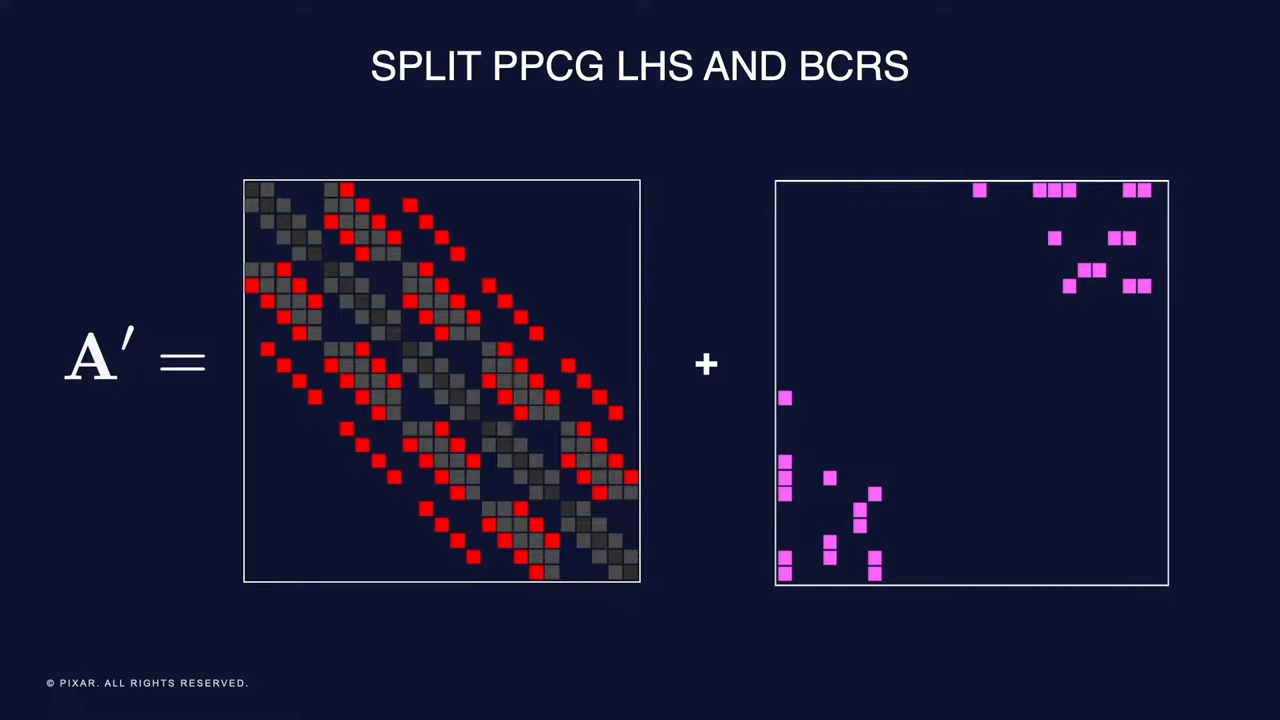 SPLIT PPCG LHS AND BCRS
A′ =
+
© PIXAR. ALL RIGHTS RESERVED.